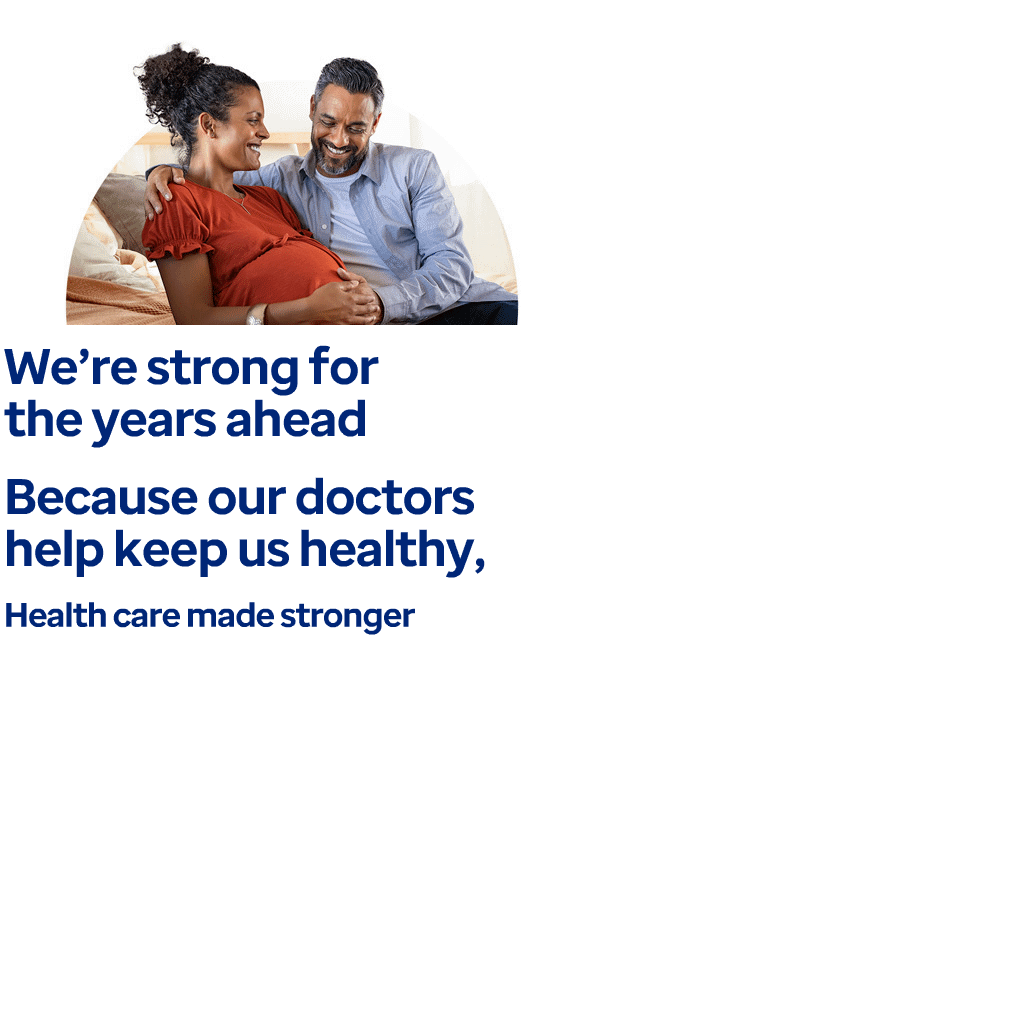 We’re strong for
the years ahead
Because our doctors
help keep us healthy,
Health care made stronger